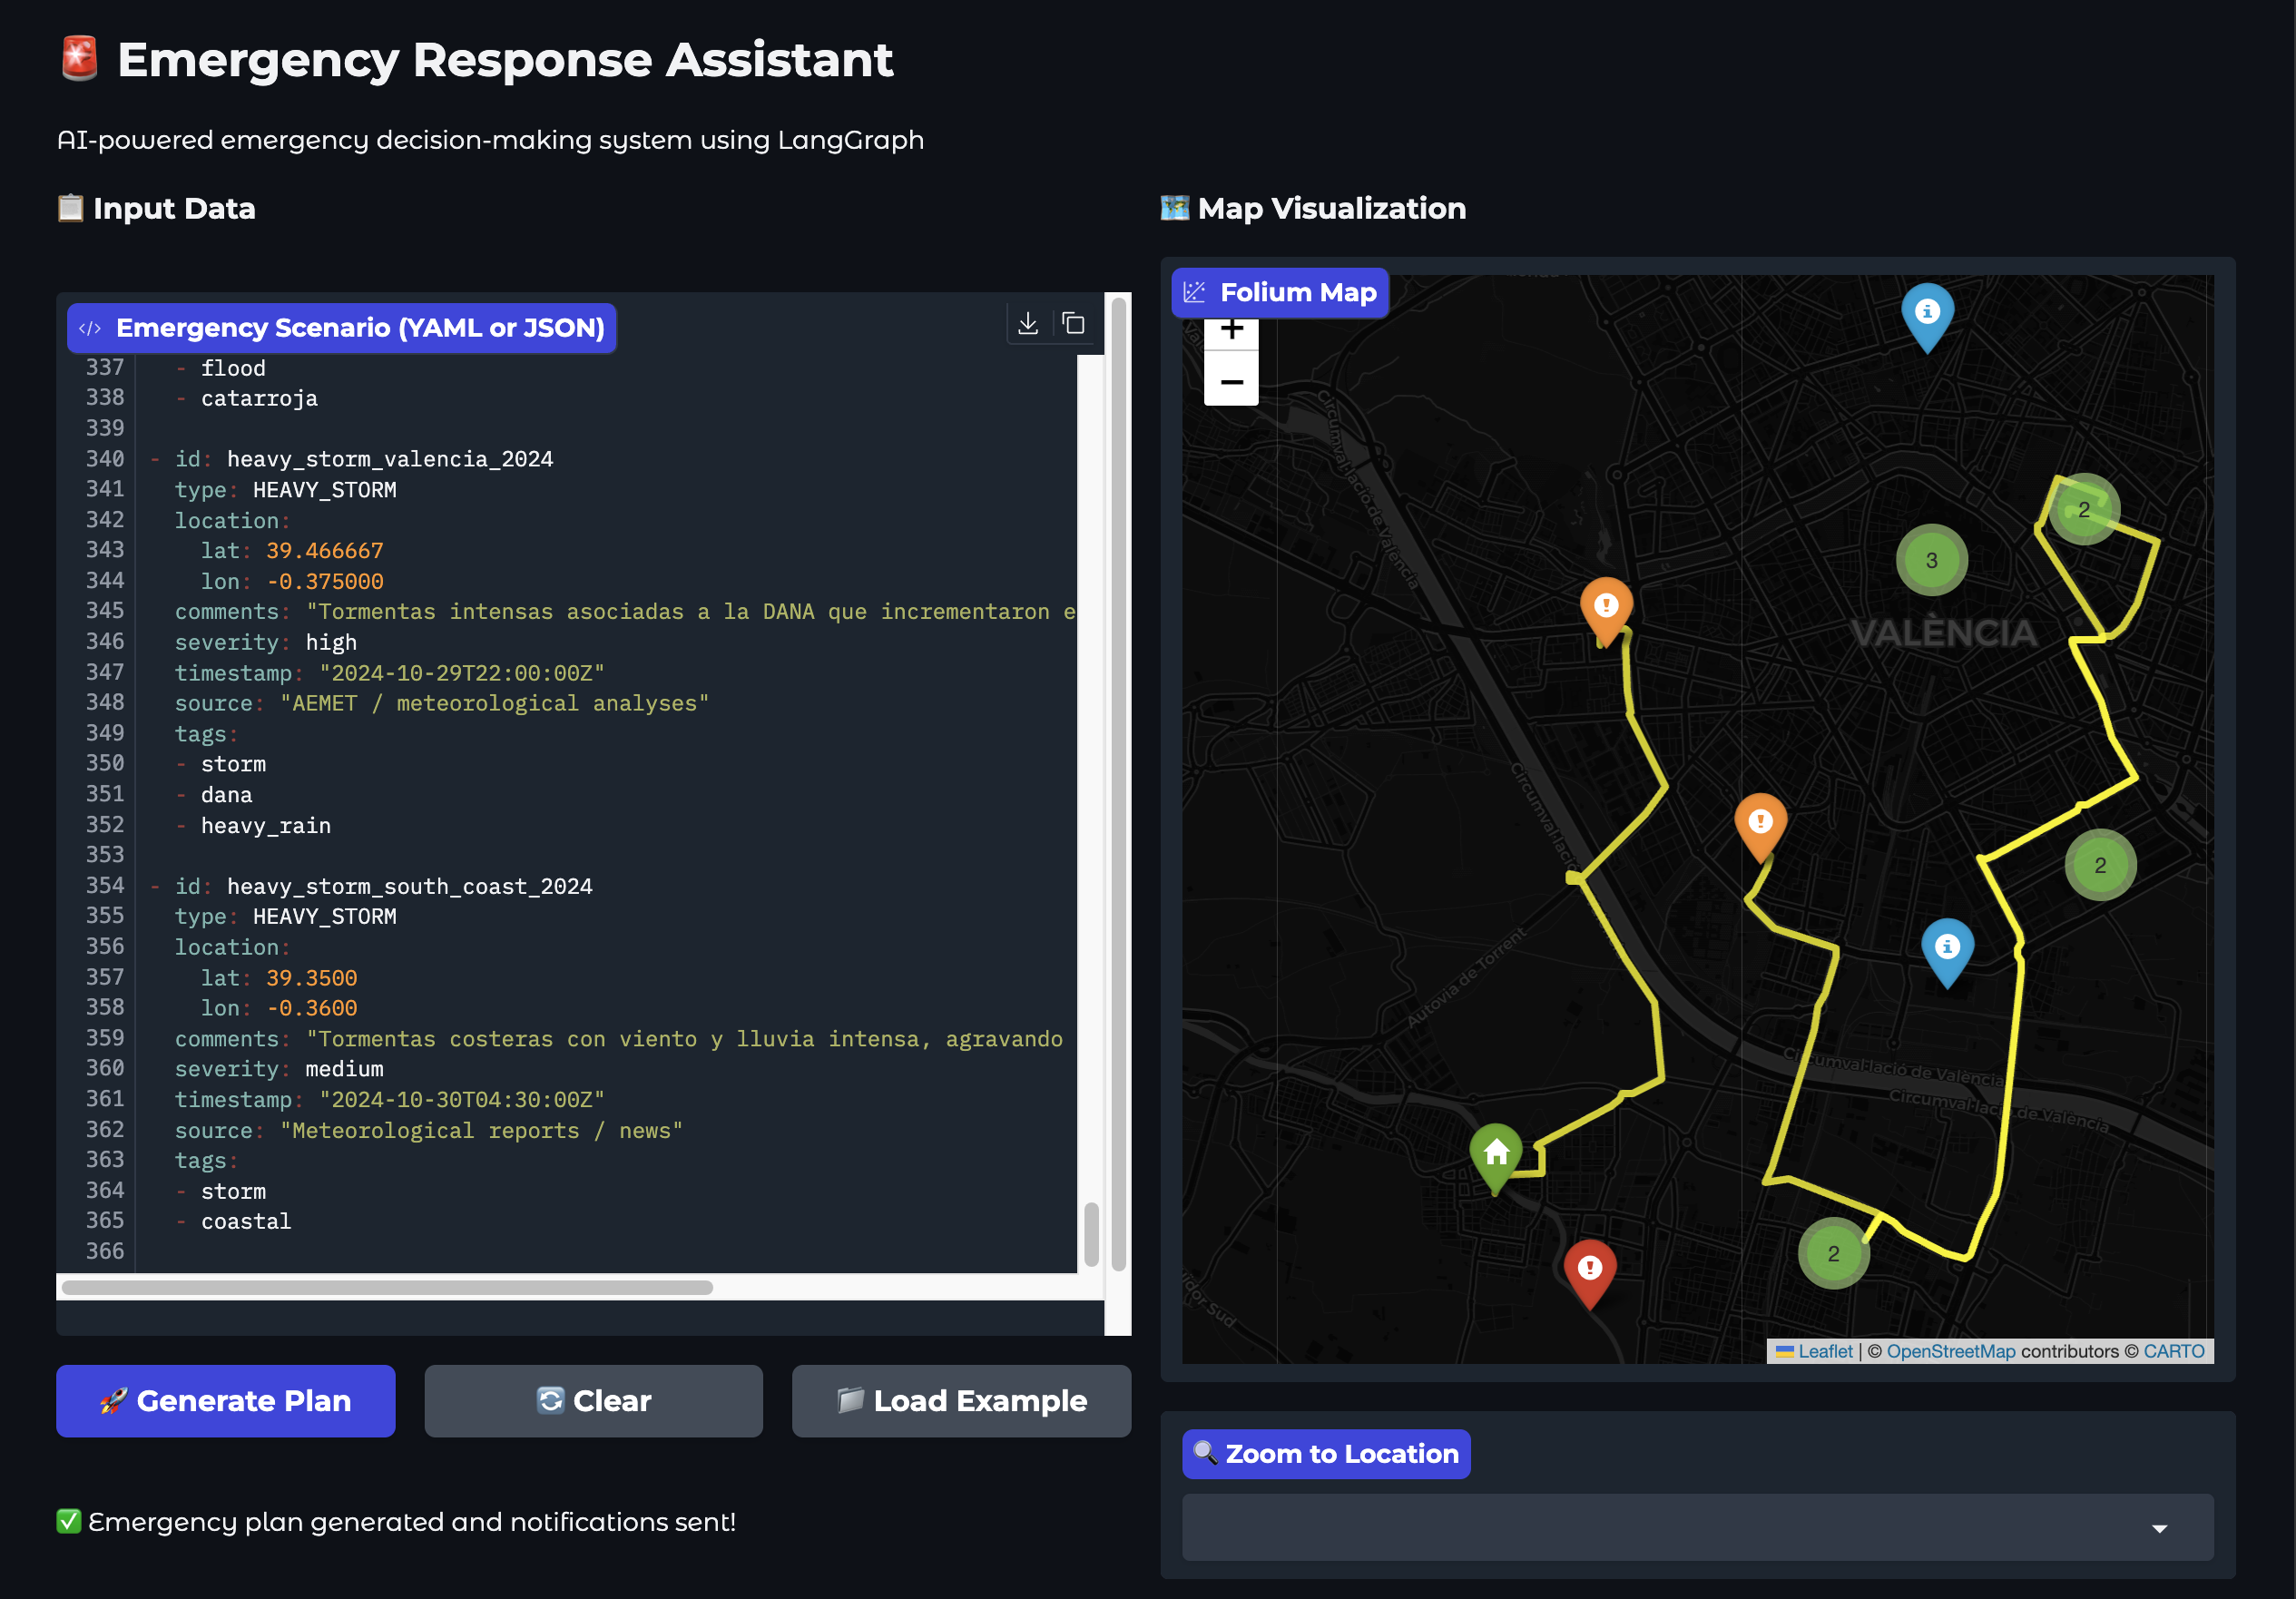 🚨 Emergency Response Assistant
AI-powered emergency decision-making system using LangGraph
📋 Input Data
Emergency Scenario (YAML or JSON)
337 - flood
338 - catarroja
339
340 - id: heavy_storm_valencia_2024
341 type: HEAVY_STORM
342 location:
343 lat: 39.466667
344 lon: -0.375000
345 comments: "Tormentas intensas asociadas a la DANA que incrementaron e
346 severity: high
347 timestamp: "2024-10-29T22:00:00Z"
348 source: "AEMET / meteorological analyses"
349 tags:
350 - storm
351 - dana
352 - heavy_rain
353
354 - id: heavy_storm_south_coast_2024
355 type: HEAVY_STORM
356 location:
357 lat: 39.3500
358 lon: -0.3600
359 comments: "Tormentas costeras con viento y lluvia intensa, agravando
360 severity: medium
361 timestamp: "2024-10-30T04:30:00Z"
362 source: "Meteorological reports / news"
363 tags:
364 - storm
365 - coastal
366
🚀 Generate Plan
🔄 Clear
📁 Load Example
✅ Emergency plan generated and notifications sent!
🗺️ Map Visualization
Folium Map
+
−
Circumval·lació de València
2
3
VALÈNCIA
Circumval·lació
2
Autovia de Torrent
Circumval·lació de València
Circumval·lació de València
2
Sud
Leaflet | © OpenStreetMap contributors © CARTO
🔍 Zoom to Location